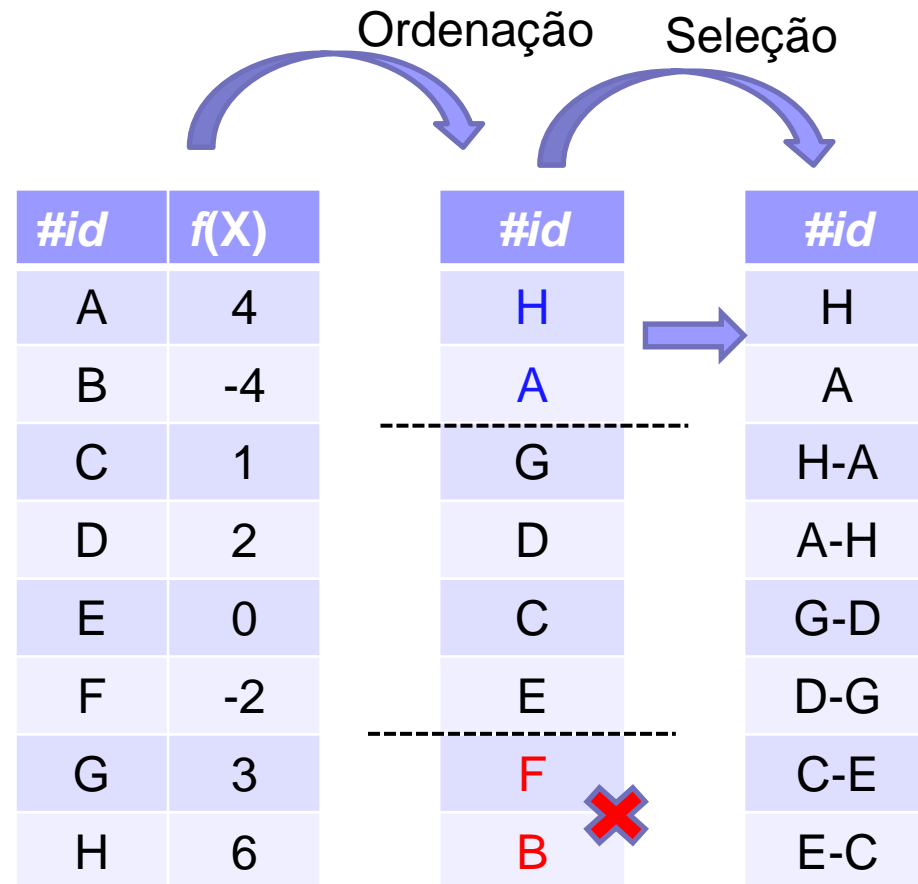 Ordenação Seleção
#id f(X) #id #id
A 4 H H
B -4 A A
C 1 G H-A
D 2 D A-H
E 0 C G-D
F -2 E D-G
G 3 F C-E
H 6 B E-C